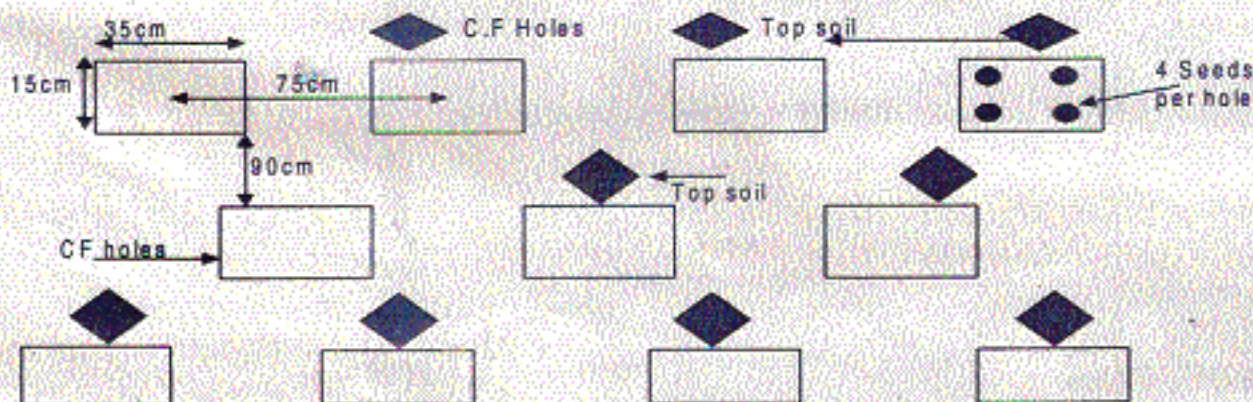 35cm
C.F Holes
Top soil
15cm
75cm
4 Seeds
per hole
90cm
Top soil
CF holes